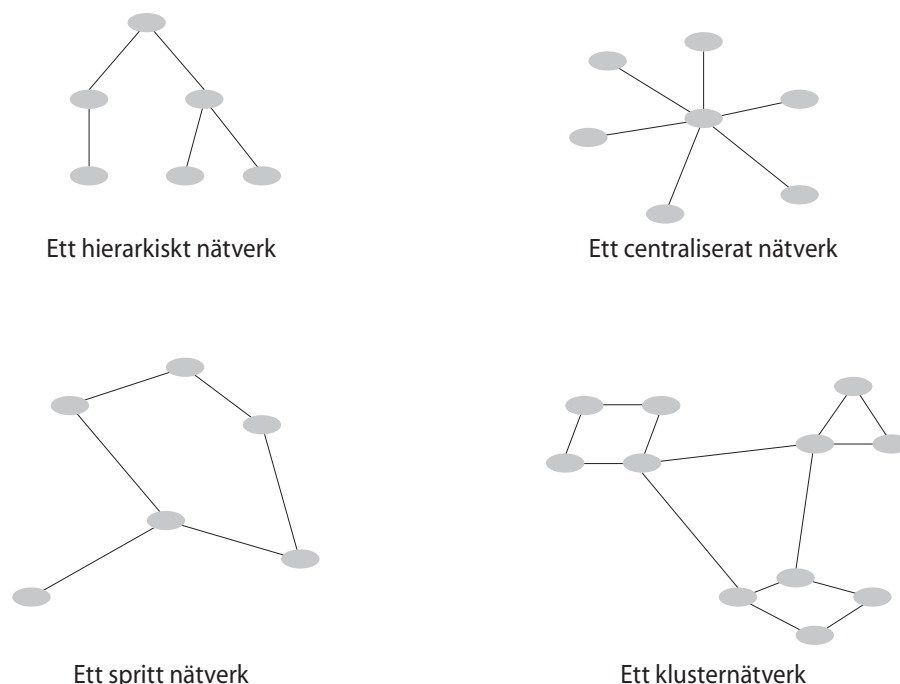 Ett hierarkiskt nätverk
Ett centraliserat nätverk
Ett spritt nätverk
Ett klusternätverk